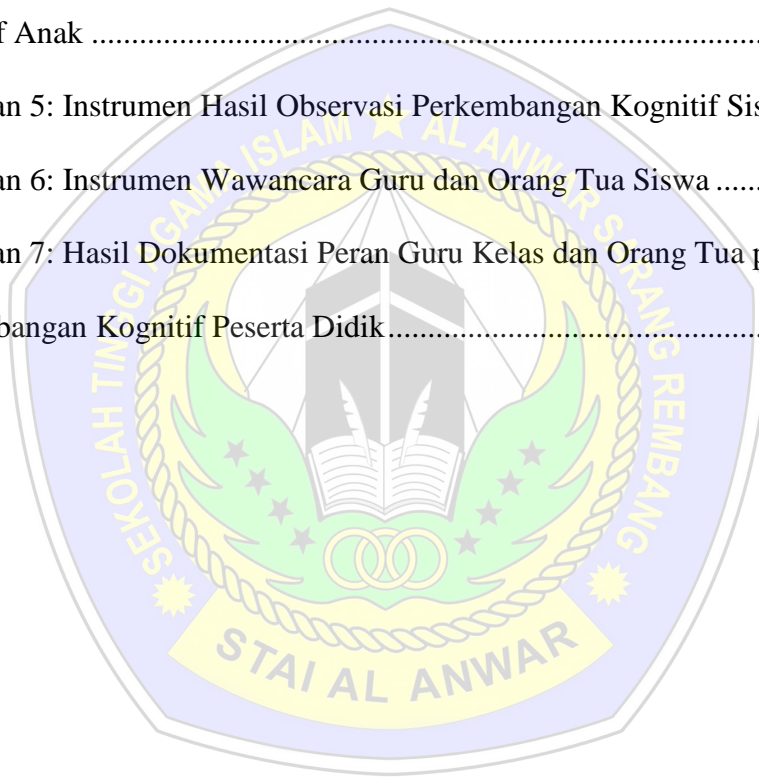 f Anak ........................................................................................................
an 5: Instrumen Hasil Observasi Perkembangan Kognitif Sis
an 6: Instrumen Wawancara Guru dan Orang Tua Siswa .......
an 7: Hasil Dokumentasi Peran Guru Kelas dan Orang Tua p
bangan Kognitif Peserta Didik................................................................
SEKOLAH TINGGI AGAMA ISLAM ★ AL ANWAR SARANG REMBANG
STAI AL ANWAR